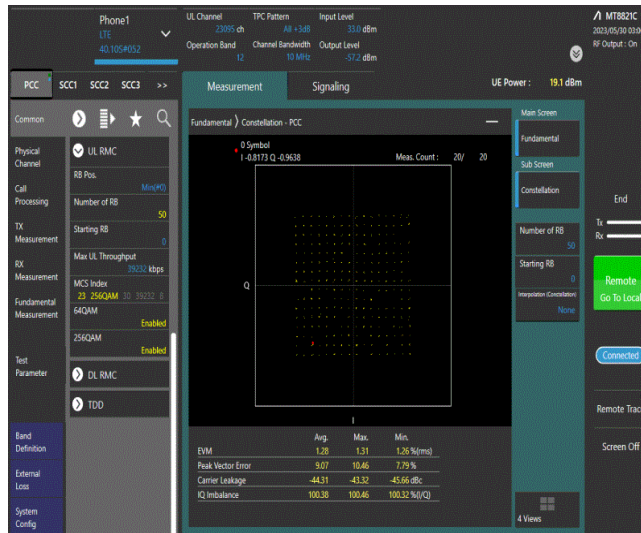 Phone1
LTE
40.105#052
UL Channel TPC Pattern Input Level
23095 ch All +3dB 33.0 dBm
Operation Band Channel Bandwidth Output Level
12 10 MHz -57.2 dBm
MT8821C
2023/05/30 03:0
RF Output : On
PCC SCC1 SCC2 SCC3 >>
Measurement Signaling UE Power : 19.1 dBm
Common
Physical
Channel
Call
Processing
TX
Measurement
RX
Measurement
Fundamental
Measurement
Test
Parameter
Band
Definition
External
Loss
System
Config
UL RMC
RB Pos.
Min(#0)
Number of RB
50
Starting RB
0
Max UL Throughput
39232 kbps
MCS Index
23 256QAM 30 39232 8
64QAM
Enabled
256QAM
Enabled
DL RMC
TDD
Fundamental Constellation - PCC
0 Symbol
I -0.8173 Q -0.9638 Meas. Count : 20/ 20
Q
I
Avg. Max. Min.
EVM 1.28 1.31 1.26 %(rms)
Peak Vector Error 9.07 10.46 7.79 %
Carrier Leakage -44.31 -43.32 -45.66 dBc
IQ Imbalance 100.38 100.46 100.32 %(I/Q)
Main Screen
Fundamental
Sub Screen
Constellation
Number of RB
50
Starting RB
0
Interpolation (Constellation)
None
4 Views
End
Tx
Rx
Remote
Go To Local
Connected
Remote Trac
Screen Off